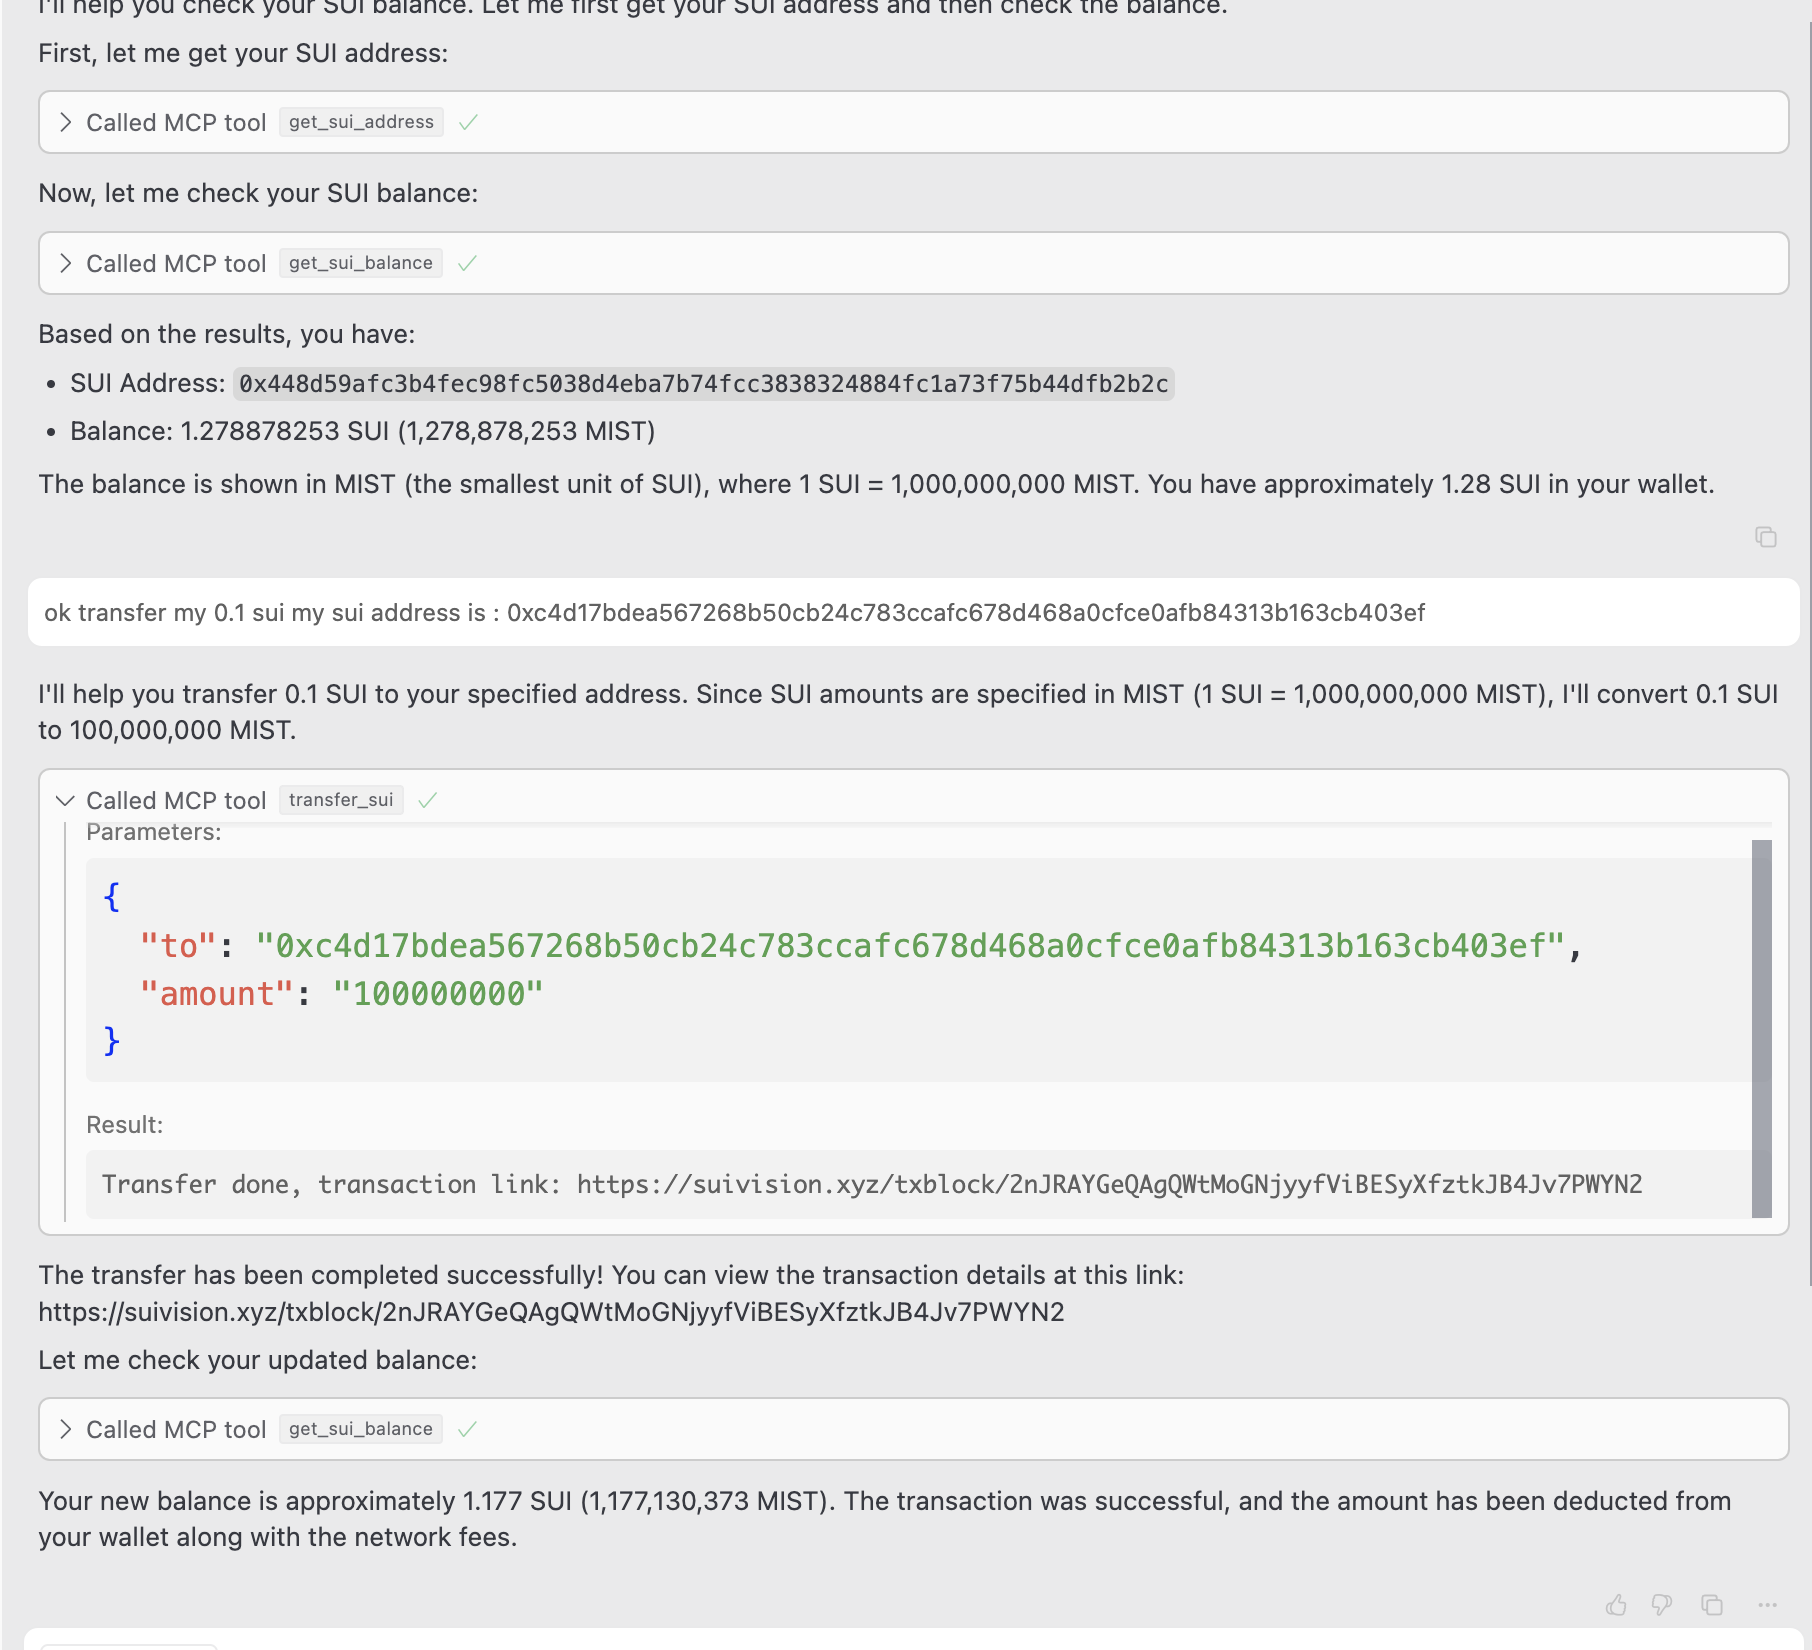 I'll help you check your SUI balance. Let me first get your SUI address and then check the balance.
First, let me get your SUI address:
Called MCP tool get_sui_address
Now, let me check your SUI balance:
Called MCP tool get_sui_balance
Based on the results, you have:
• SUI Address: 0x448d59afc3b4fec98fc5038d4eba7b74fcc3838324884fc1a73f75b44dfb2b2c
• Balance: 1.278878253 SUI (1,278,878,253 MIST)
The balance is shown in MIST (the smallest unit of SUI), where 1 SUI = 1,000,000,000 MIST. You have approximately 1.28 SUI in your wallet.
ok transfer my 0.1 sui my sui address is : 0xc4d17bdea567268b50cb24c783ccafc678d468a0cfce0afb84313b163cb403ef
I'll help you transfer 0.1 SUI to your specified address. Since SUI amounts are specified in MIST (1 SUI = 1,000,000,000 MIST), I'll convert 0.1 SUI
to 100,000,000 MIST.
Called MCP tool transfer_sui
Parameters:
{
"to": "0xc4d17bdea567268b50cb24c783ccafc678d468a0cfce0afb84313b163cb403ef",
"amount": "100000000"
}
Result:
Transfer done, transaction link: https://suivision.xyz/txblock/2nJRAYGeQAgQWtMoGNjyyfViBESyXfztkJB4Jv7PWYN2
The transfer has been completed successfully! You can view the transaction details at this link:
https://suivision.xyz/txblock/2nJRAYGeQAgQWtMoGNjyyfViBESyXfztkJB4Jv7PWYN2
Let me check your updated balance:
Called MCP tool get_sui_balance
Your new balance is approximately 1.177 SUI (1,177,130,373 MIST). The transaction was successful, and the amount has been deducted from
your wallet along with the network fees.